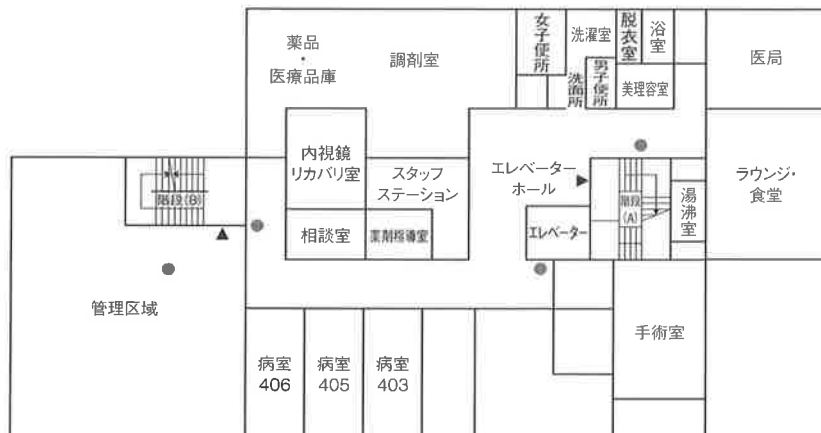 薬品
・
医療品庫
調剤室
女子便所
洗濯室
脱衣室
浴室
医局
洗面所
男子便所
美理容室
内視鏡
リカバリ室
スタッフ
ステーション
エレベーター
ホール
ラウンジ・
食堂
階段(B)
階段
(A)
湯沸室
相談室
薬剤指導室
エレベーター
管理区域
手術室
病室
406
病室
405
病室
403